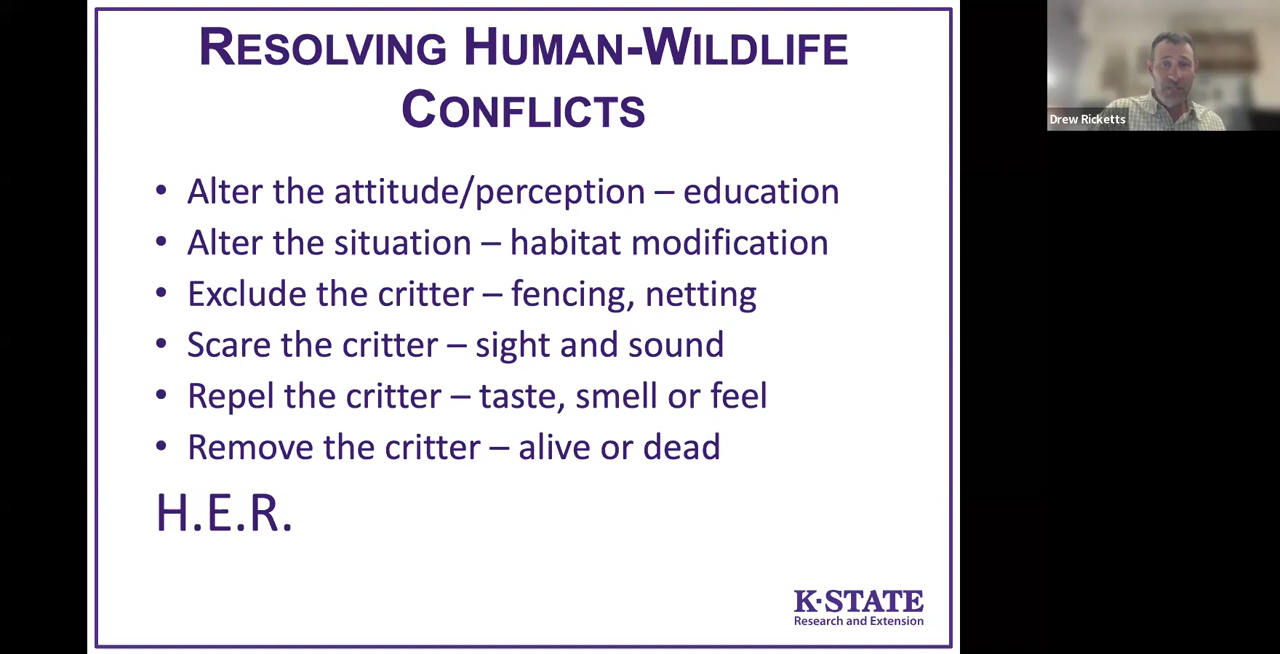 RESOLVING HUMAN-WILDLIFE
CONFLICTS
• Alter the attitude/perception – education
• Alter the situation – habitat modification
• Exclude the critter – fencing, netting
• Scare the critter – sight and sound
• Repel the critter – taste, smell or feel
• Remove the critter – alive or dead
H.E.R.
K·STATE
Research and Extension
Drew Ricketts